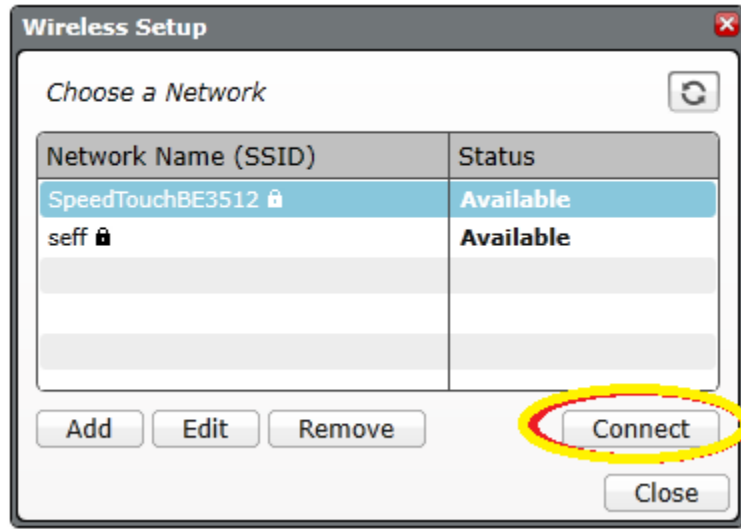 Wireless Setup
Choose a Network
Network Name (SSID) Status
SpeedTouchBE3512 Available
seff Available
Add Edit Remove Connect
Close